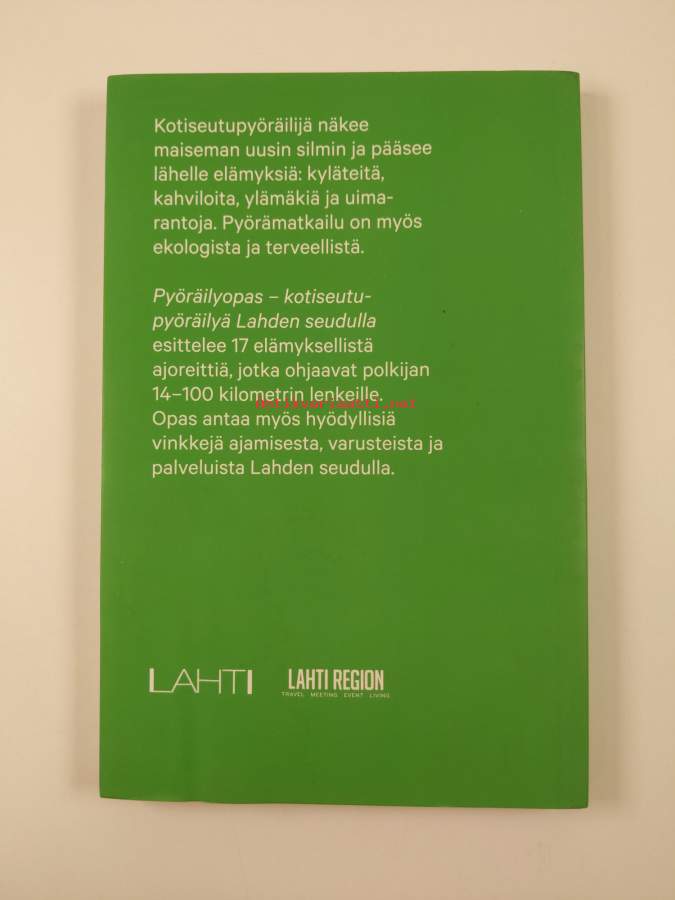 Kotiseutupyöräilijä näkee
maiseman uusin silmin ja pääsee
lähelle elämyksiä: kyläteitä,
kahviloita, ylämäkiä ja uima-
rantoja. Pyörämatkailu on myös
ekologista ja terveellistä.
Pyöräilyopas – kotiseutu-
pyöräilyä Lahden seudulla
esittelee 17 elämyksellistä
ajoreittiä, jotka ohjaavat polkijan
14–100 kilometrin lenkeille.
antikvariaatti.net
Opas antaa myös hyödyllisiä
vinkkejä ajamisesta, varusteista ja
palveluista Lahden seudulla.
LAHTI
LAHTI REGION
TRAVEL MEETING EVENT LIVING